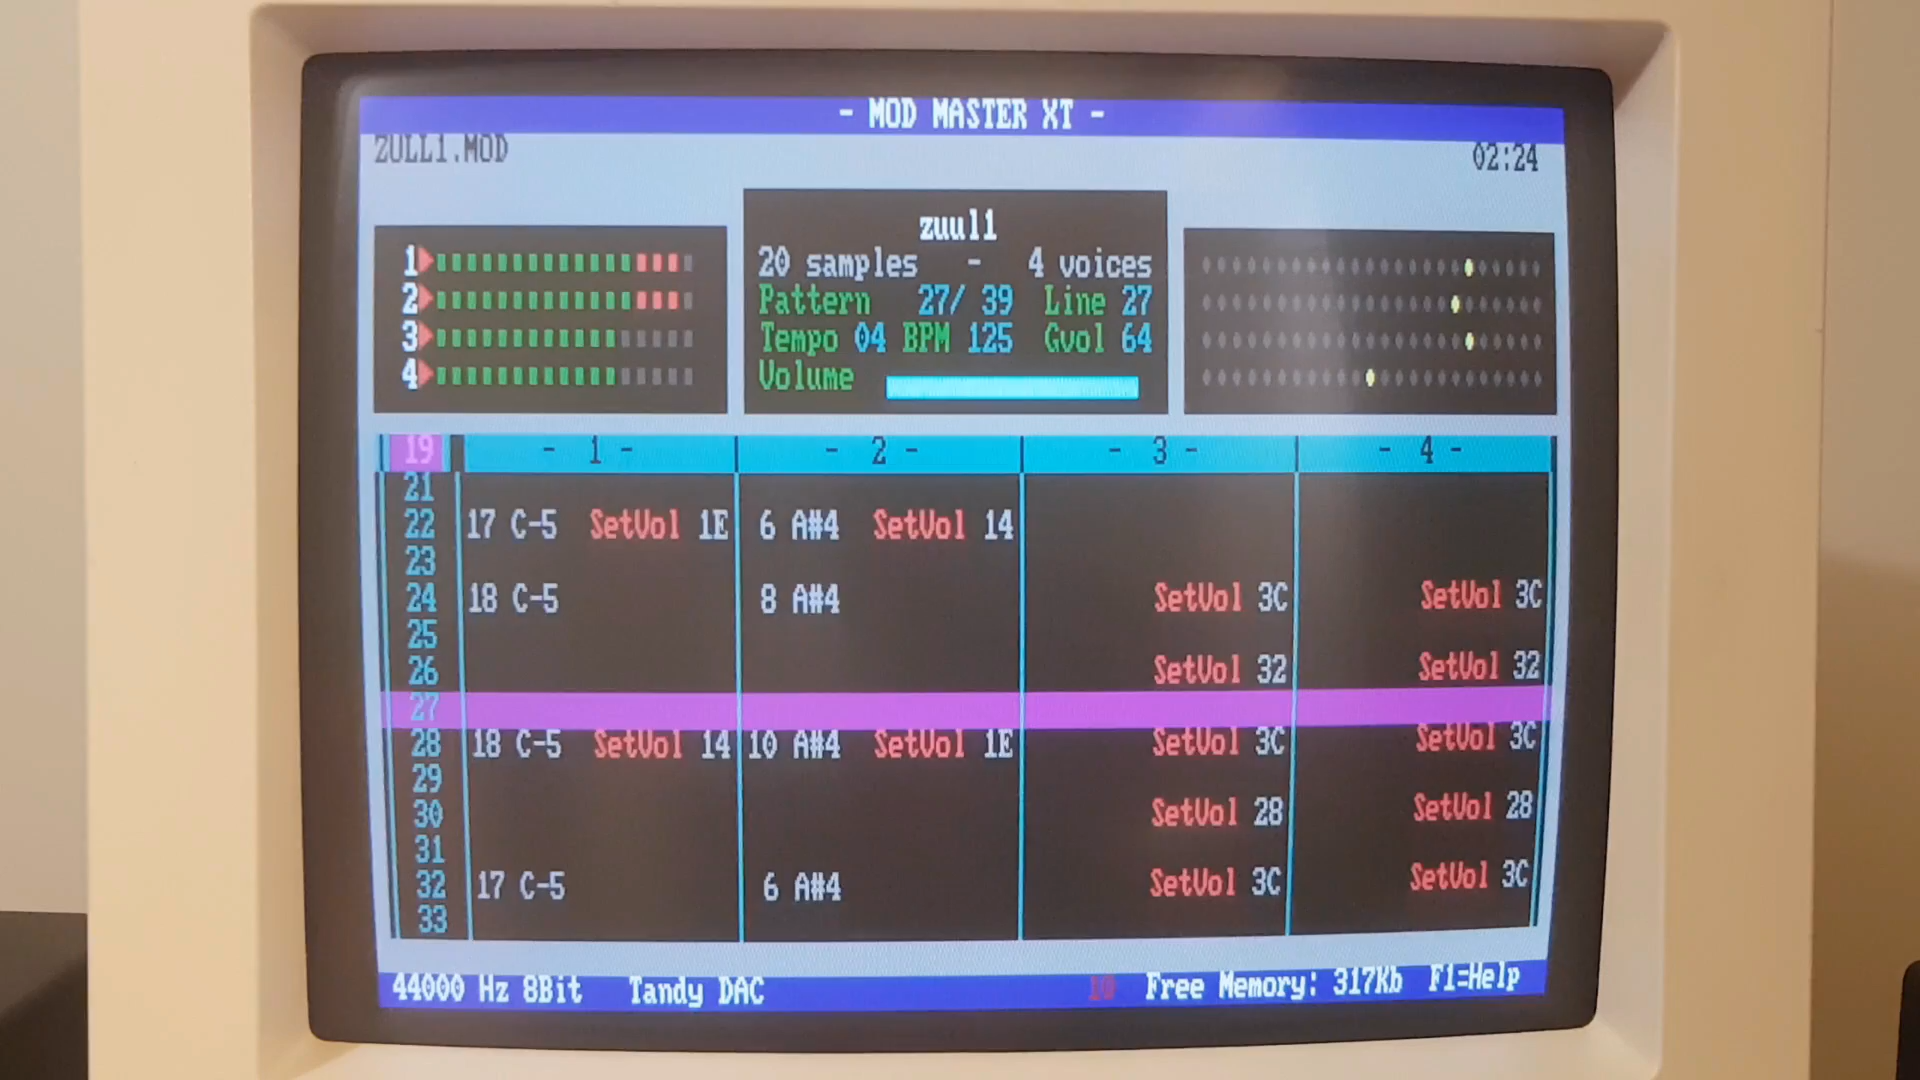 - MOD MASTER XT -
ZULL1.MOD 02:24
zuul1
20 samples - 4 voices
Pattern 27/ 39 Line 27
Tempo 04 BPM 125 Gvol 64
Volume
1
2
3
4
19 - 1 - - 2 - - 3 - - 4 -
21
22 17 C-5 SetVol 1E 6 A#4 SetVol 14
23
24 18 C-5 8 A#4 SetVol 3C SetVol 3C
25
26 SetVol 32 SetVol 32
27
28 18 C-5 SetVol 14 10 A#4 SetVol 1E SetVol 3C SetVol 3C
29
30 SetVol 28 SetVol 28
31
32 17 C-5 6 A#4 SetVol 3C SetVol 3C
33
44000 Hz 8Bit Tandy DAC Free Memory: 317Kb F1=Help